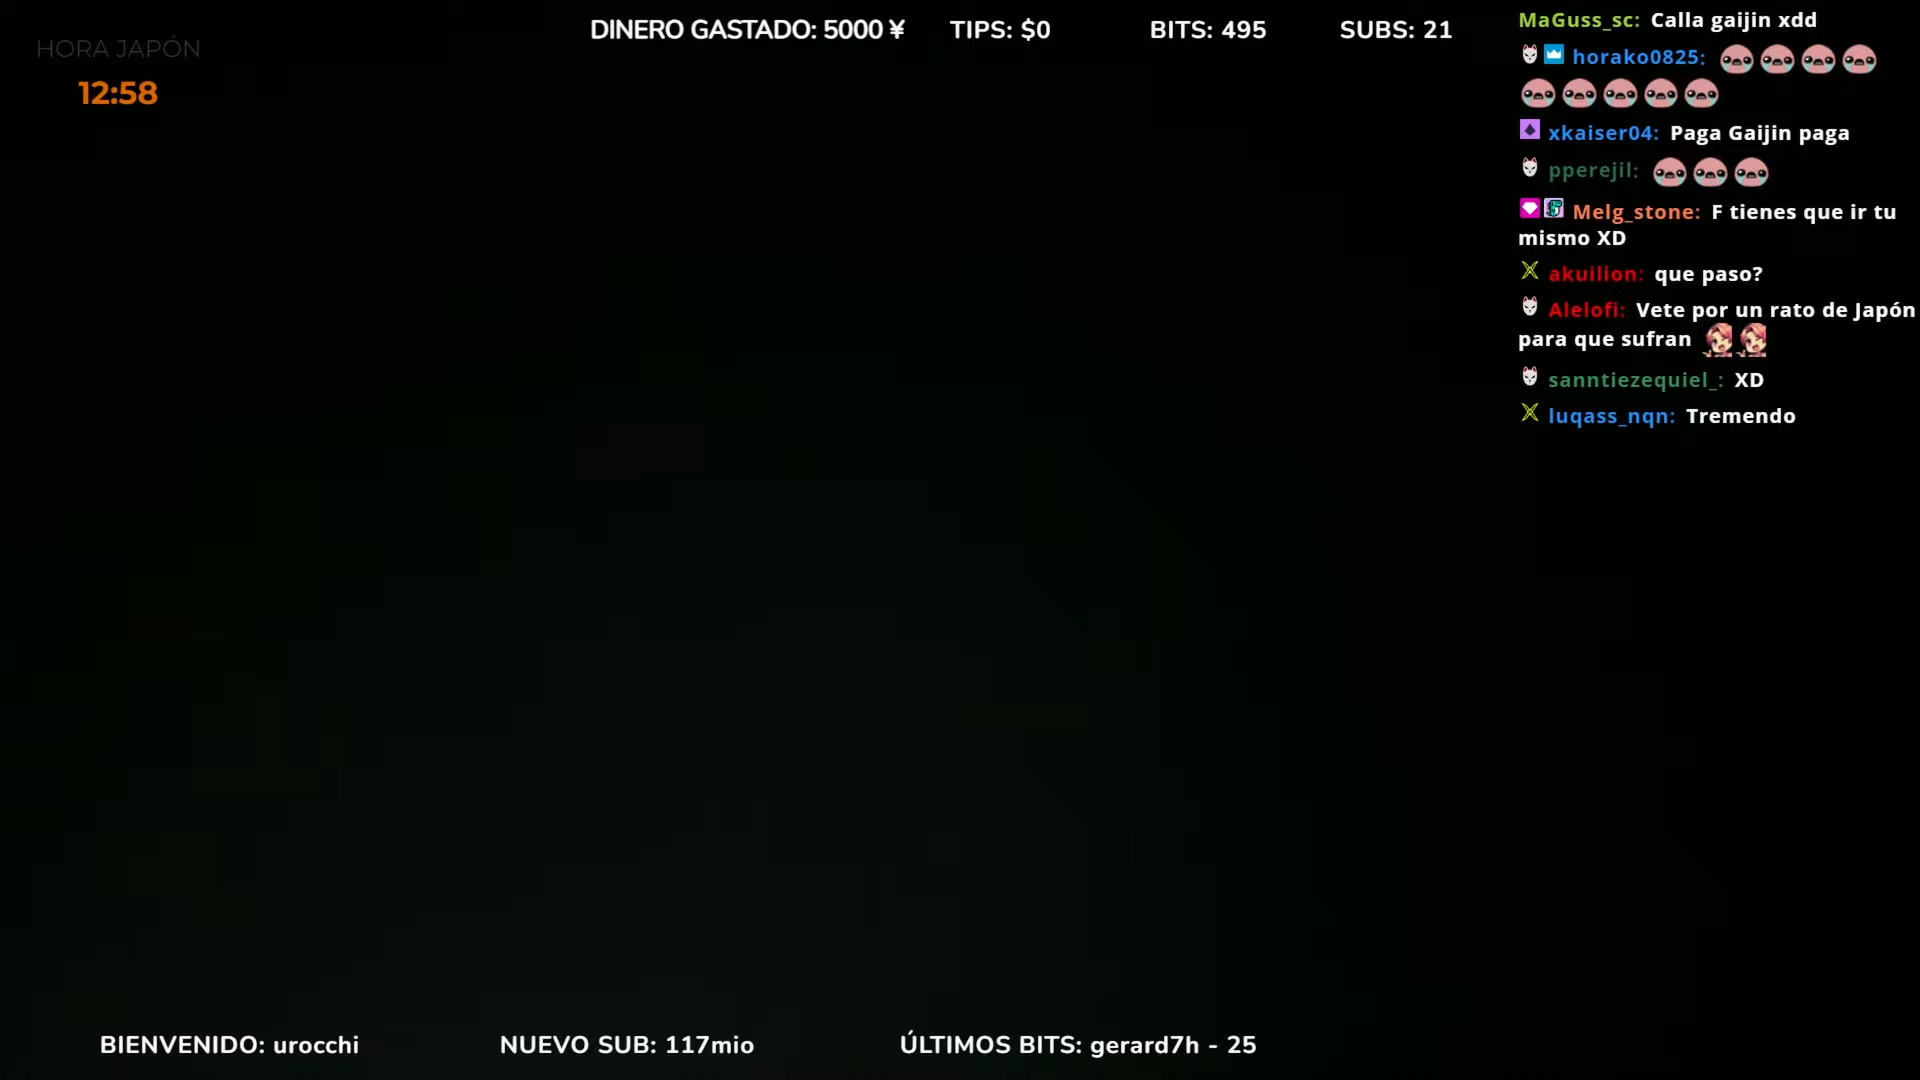 HORA JAPÓN
12:58
DINERO GASTADO: 5000 ¥
TIPS: $0
BITS: 495
SUBS: 21
MaGuss_sc: Calla gaijin xdd
horako0825:
xkaiser04: Paga Gaijin paga
pperejil:
Melg_stone: F tienes que ir tu
mismo XD
akuilion: que paso?
Alelofi: Vete por un rato de Japón
para que sufran
sanntiezequiel_: XD
luqass_nqn: Tremendo
BIENVENIDO: urocchi
NUEVO SUB: 117mio
ÚLTIMOS BITS: gerard7h - 25